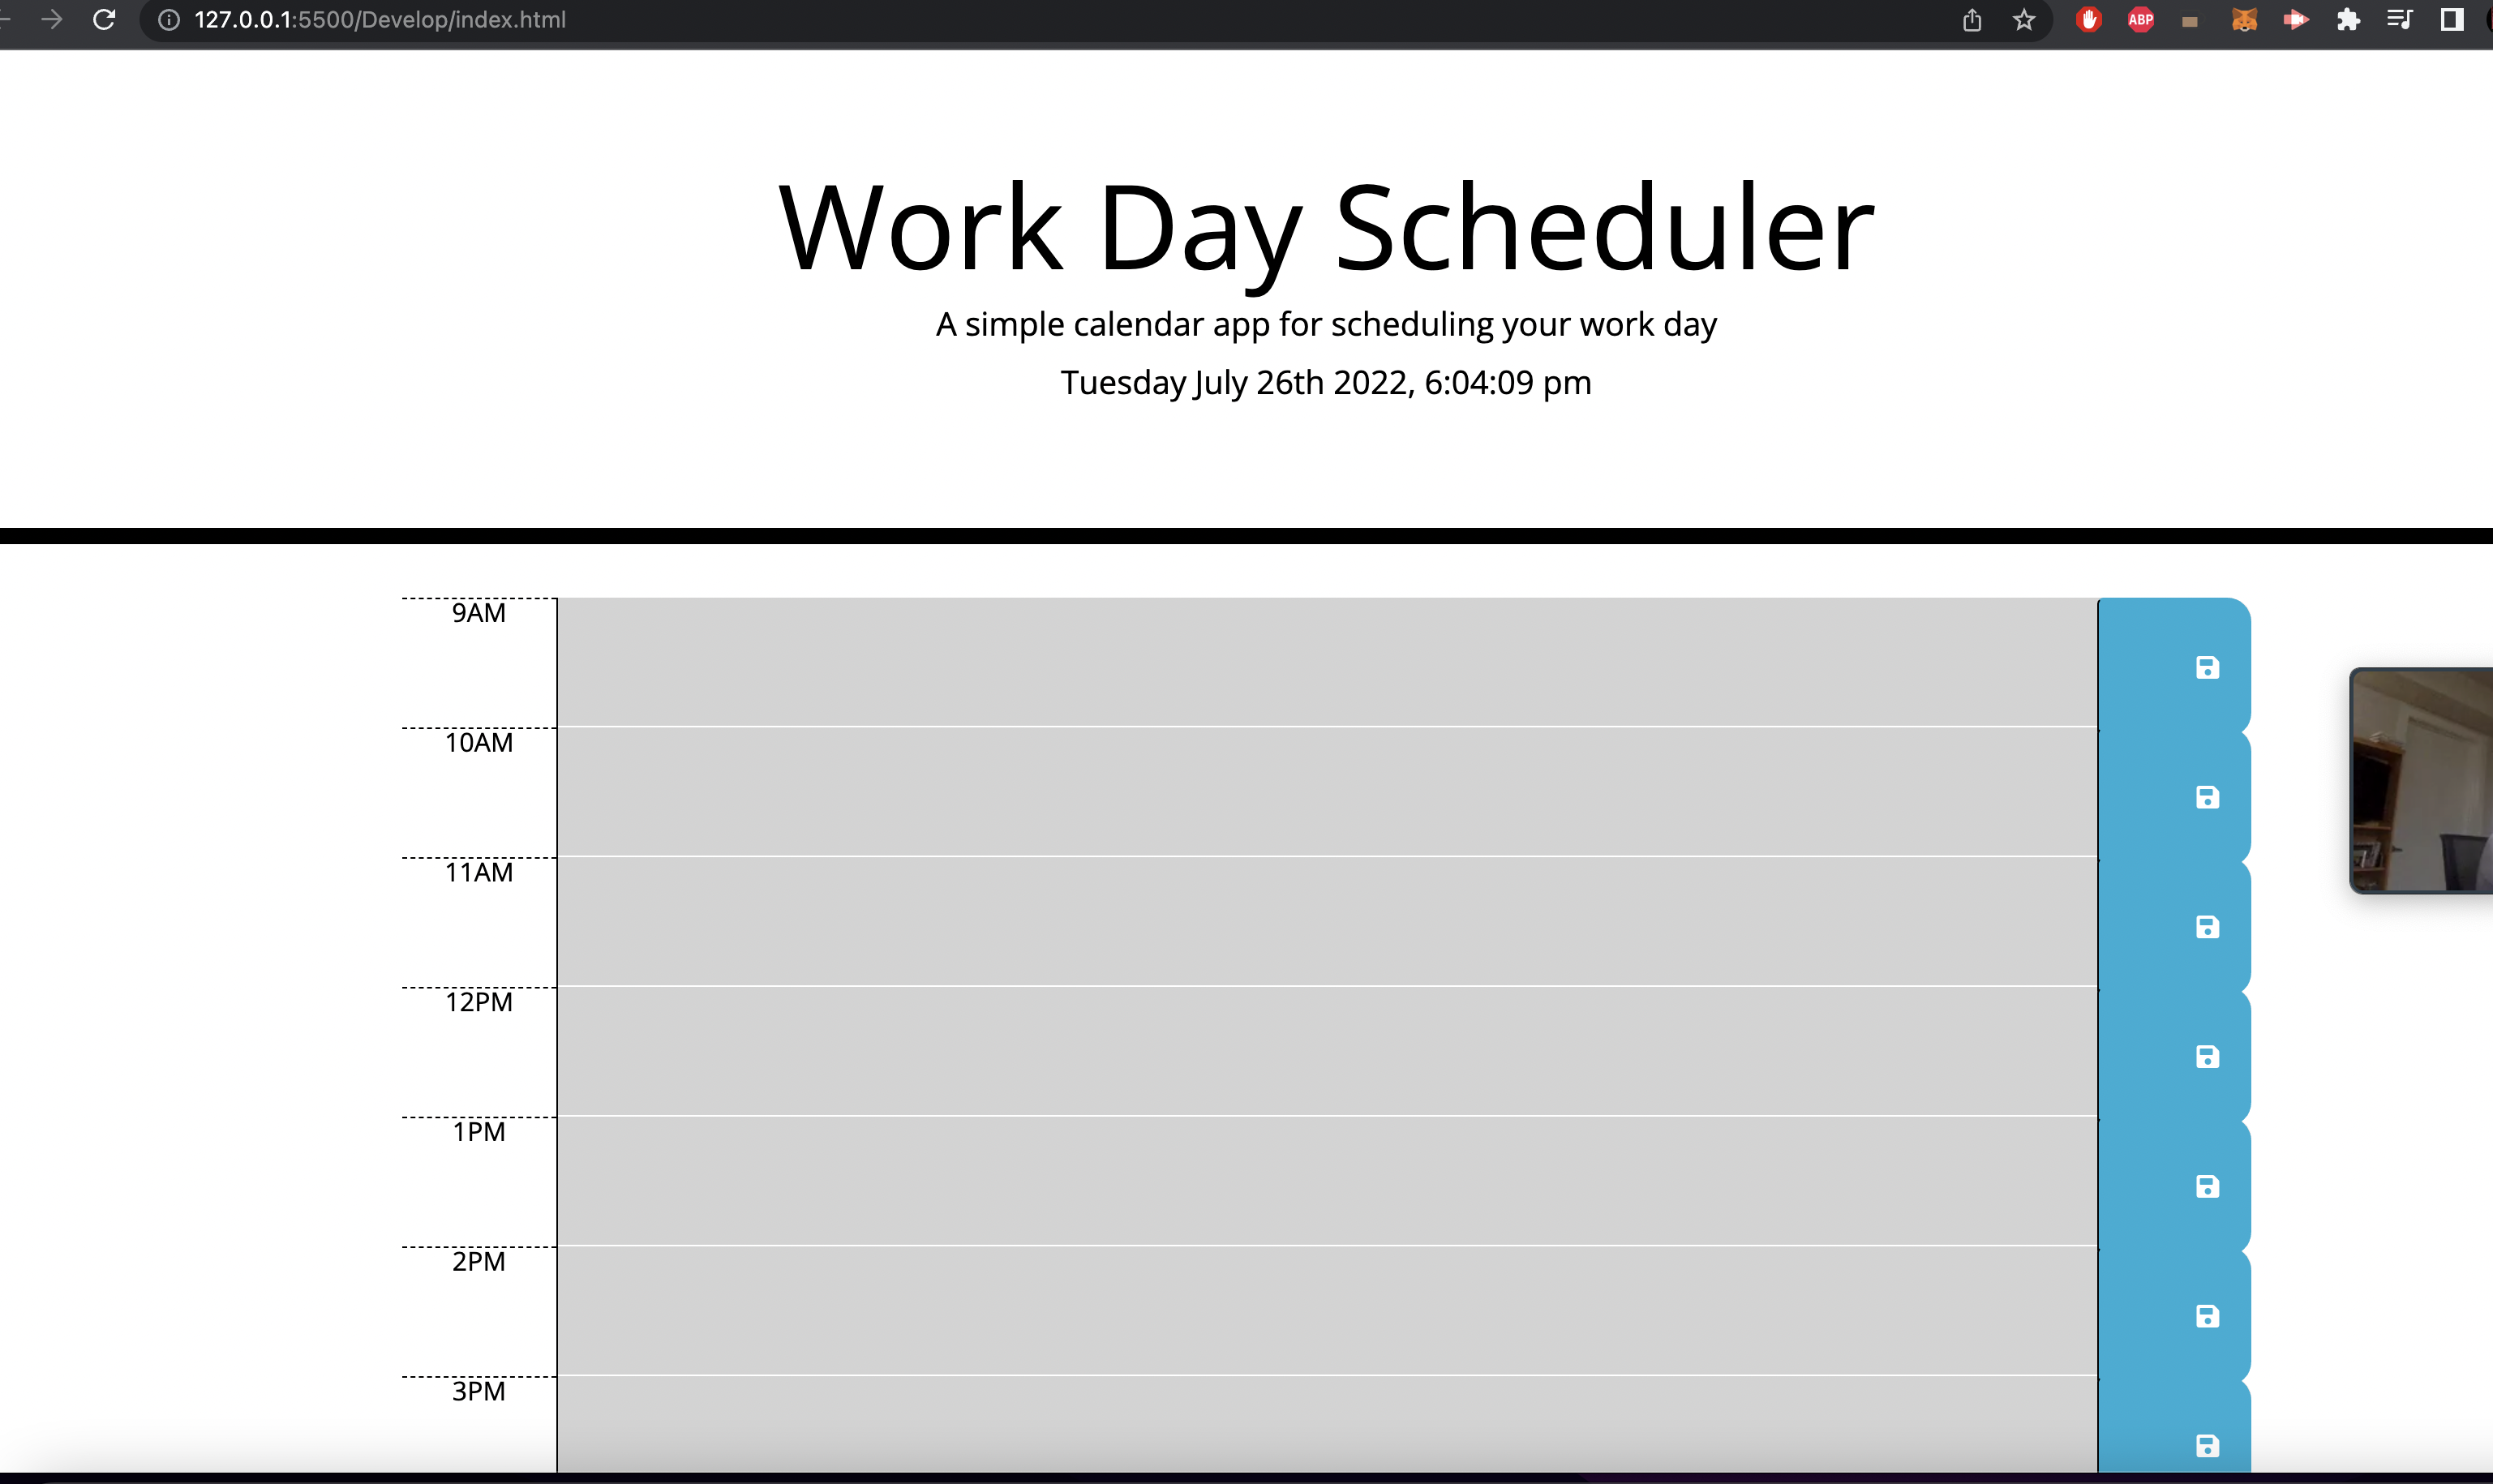 127.0.0.1:5500/Develop/index.html
ABP
Work Day Scheduler
A simple calendar app for scheduling your work day
Tuesday July 26th 2022, 6:04:09 pm
9AM
10AM
11AM
12PM
1PM
2PM
3PM